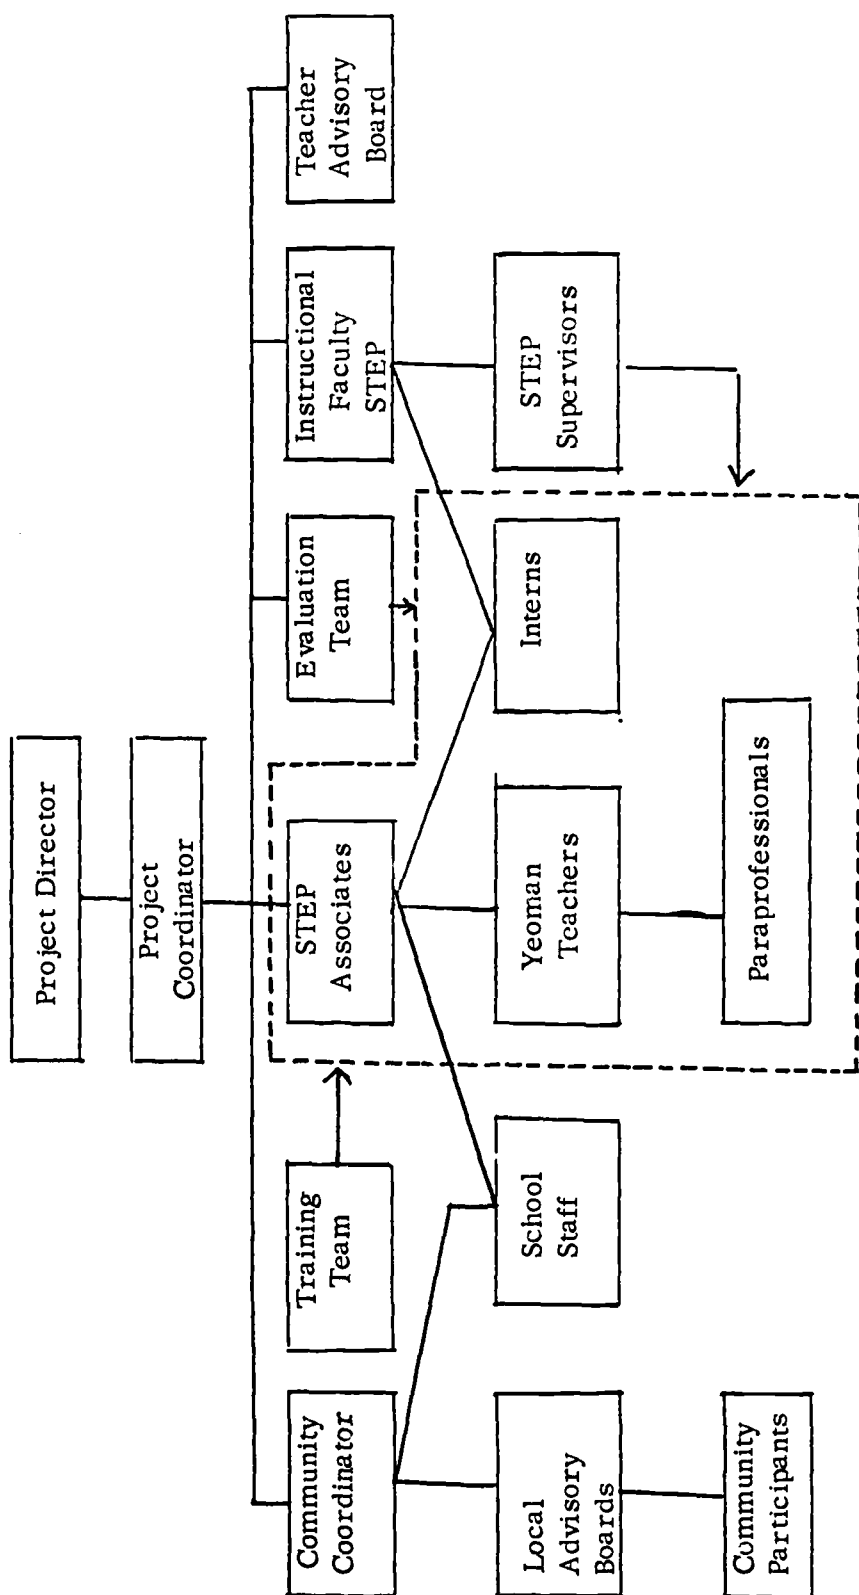 Project Director
Project
Coordinator
Community
Coordinator
Training
Team
STEP
Associates
Evaluation
Team
Instructional
Faculty
STEP
Teacher
Advisory
Board
Local
Advisory
Boards
School
Staff
Yeoman
Teachers
Interns
STEP
Supervisors
Community
Participants
Paraprofessionals